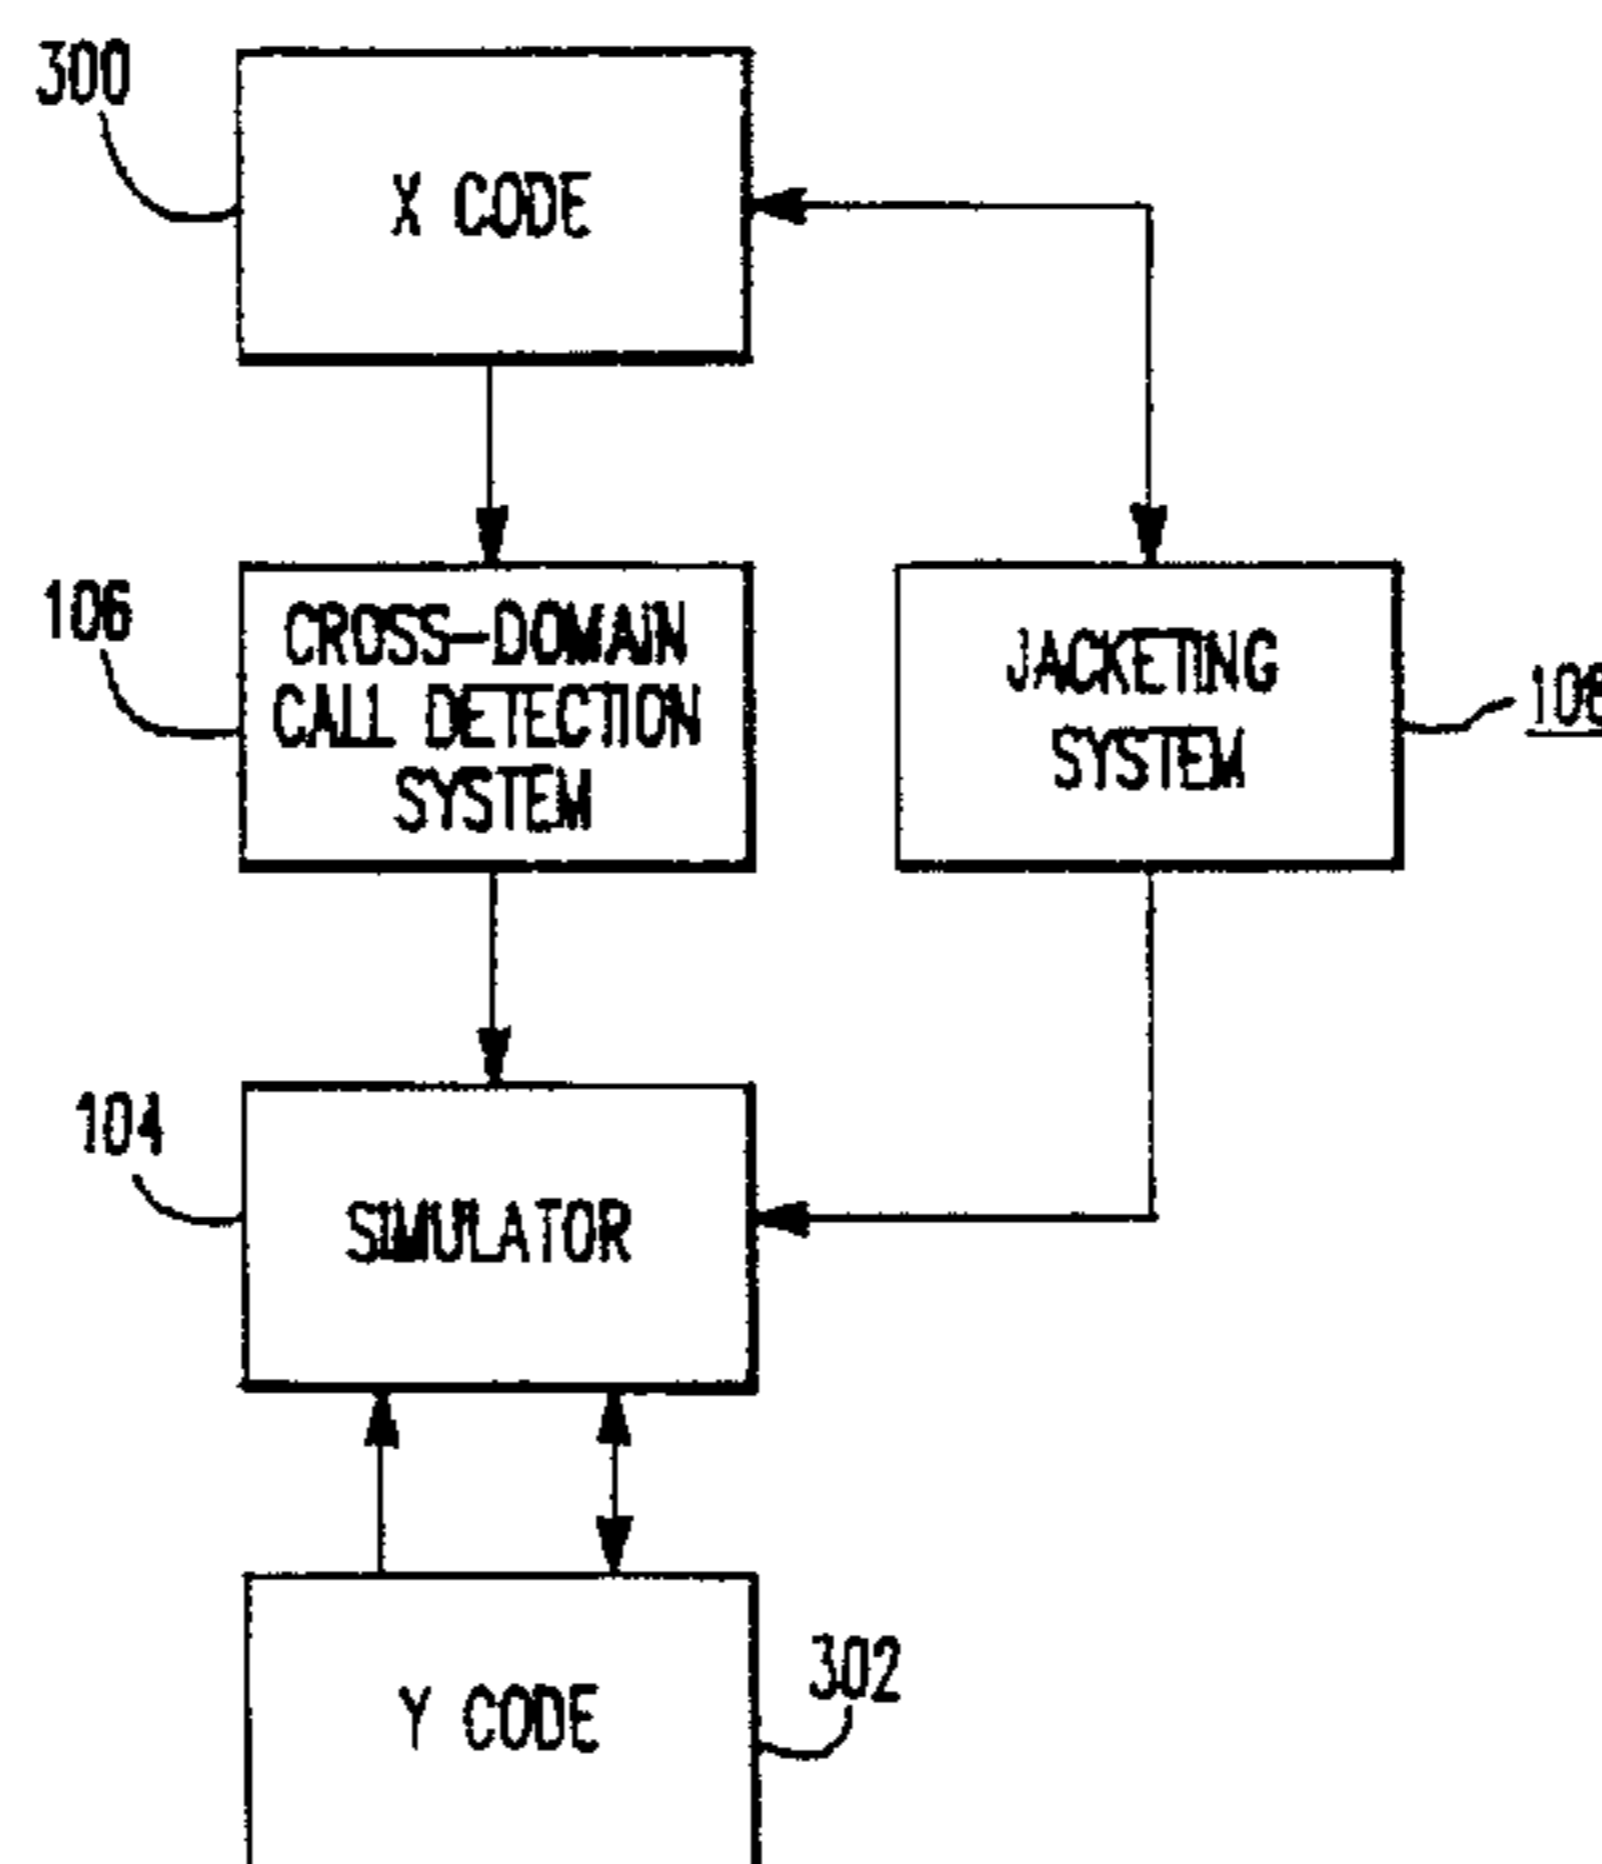 300
X CODE
106
CROSS-DOMAIN
CALL DETECTION
SYSTEM
JACKETING
SYSTEM
104
SIMULATOR
302
Y CODE